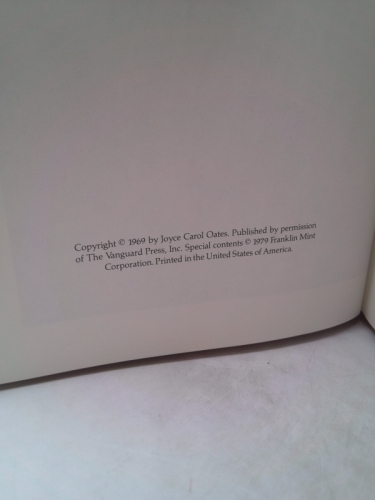 Copyright © 1969 by Joyce Carol Oates. Published by permission
of The Vanguard Press, Inc. Special contents © 1979 Franklin Mint
Corporation. Printed in the United States of America.